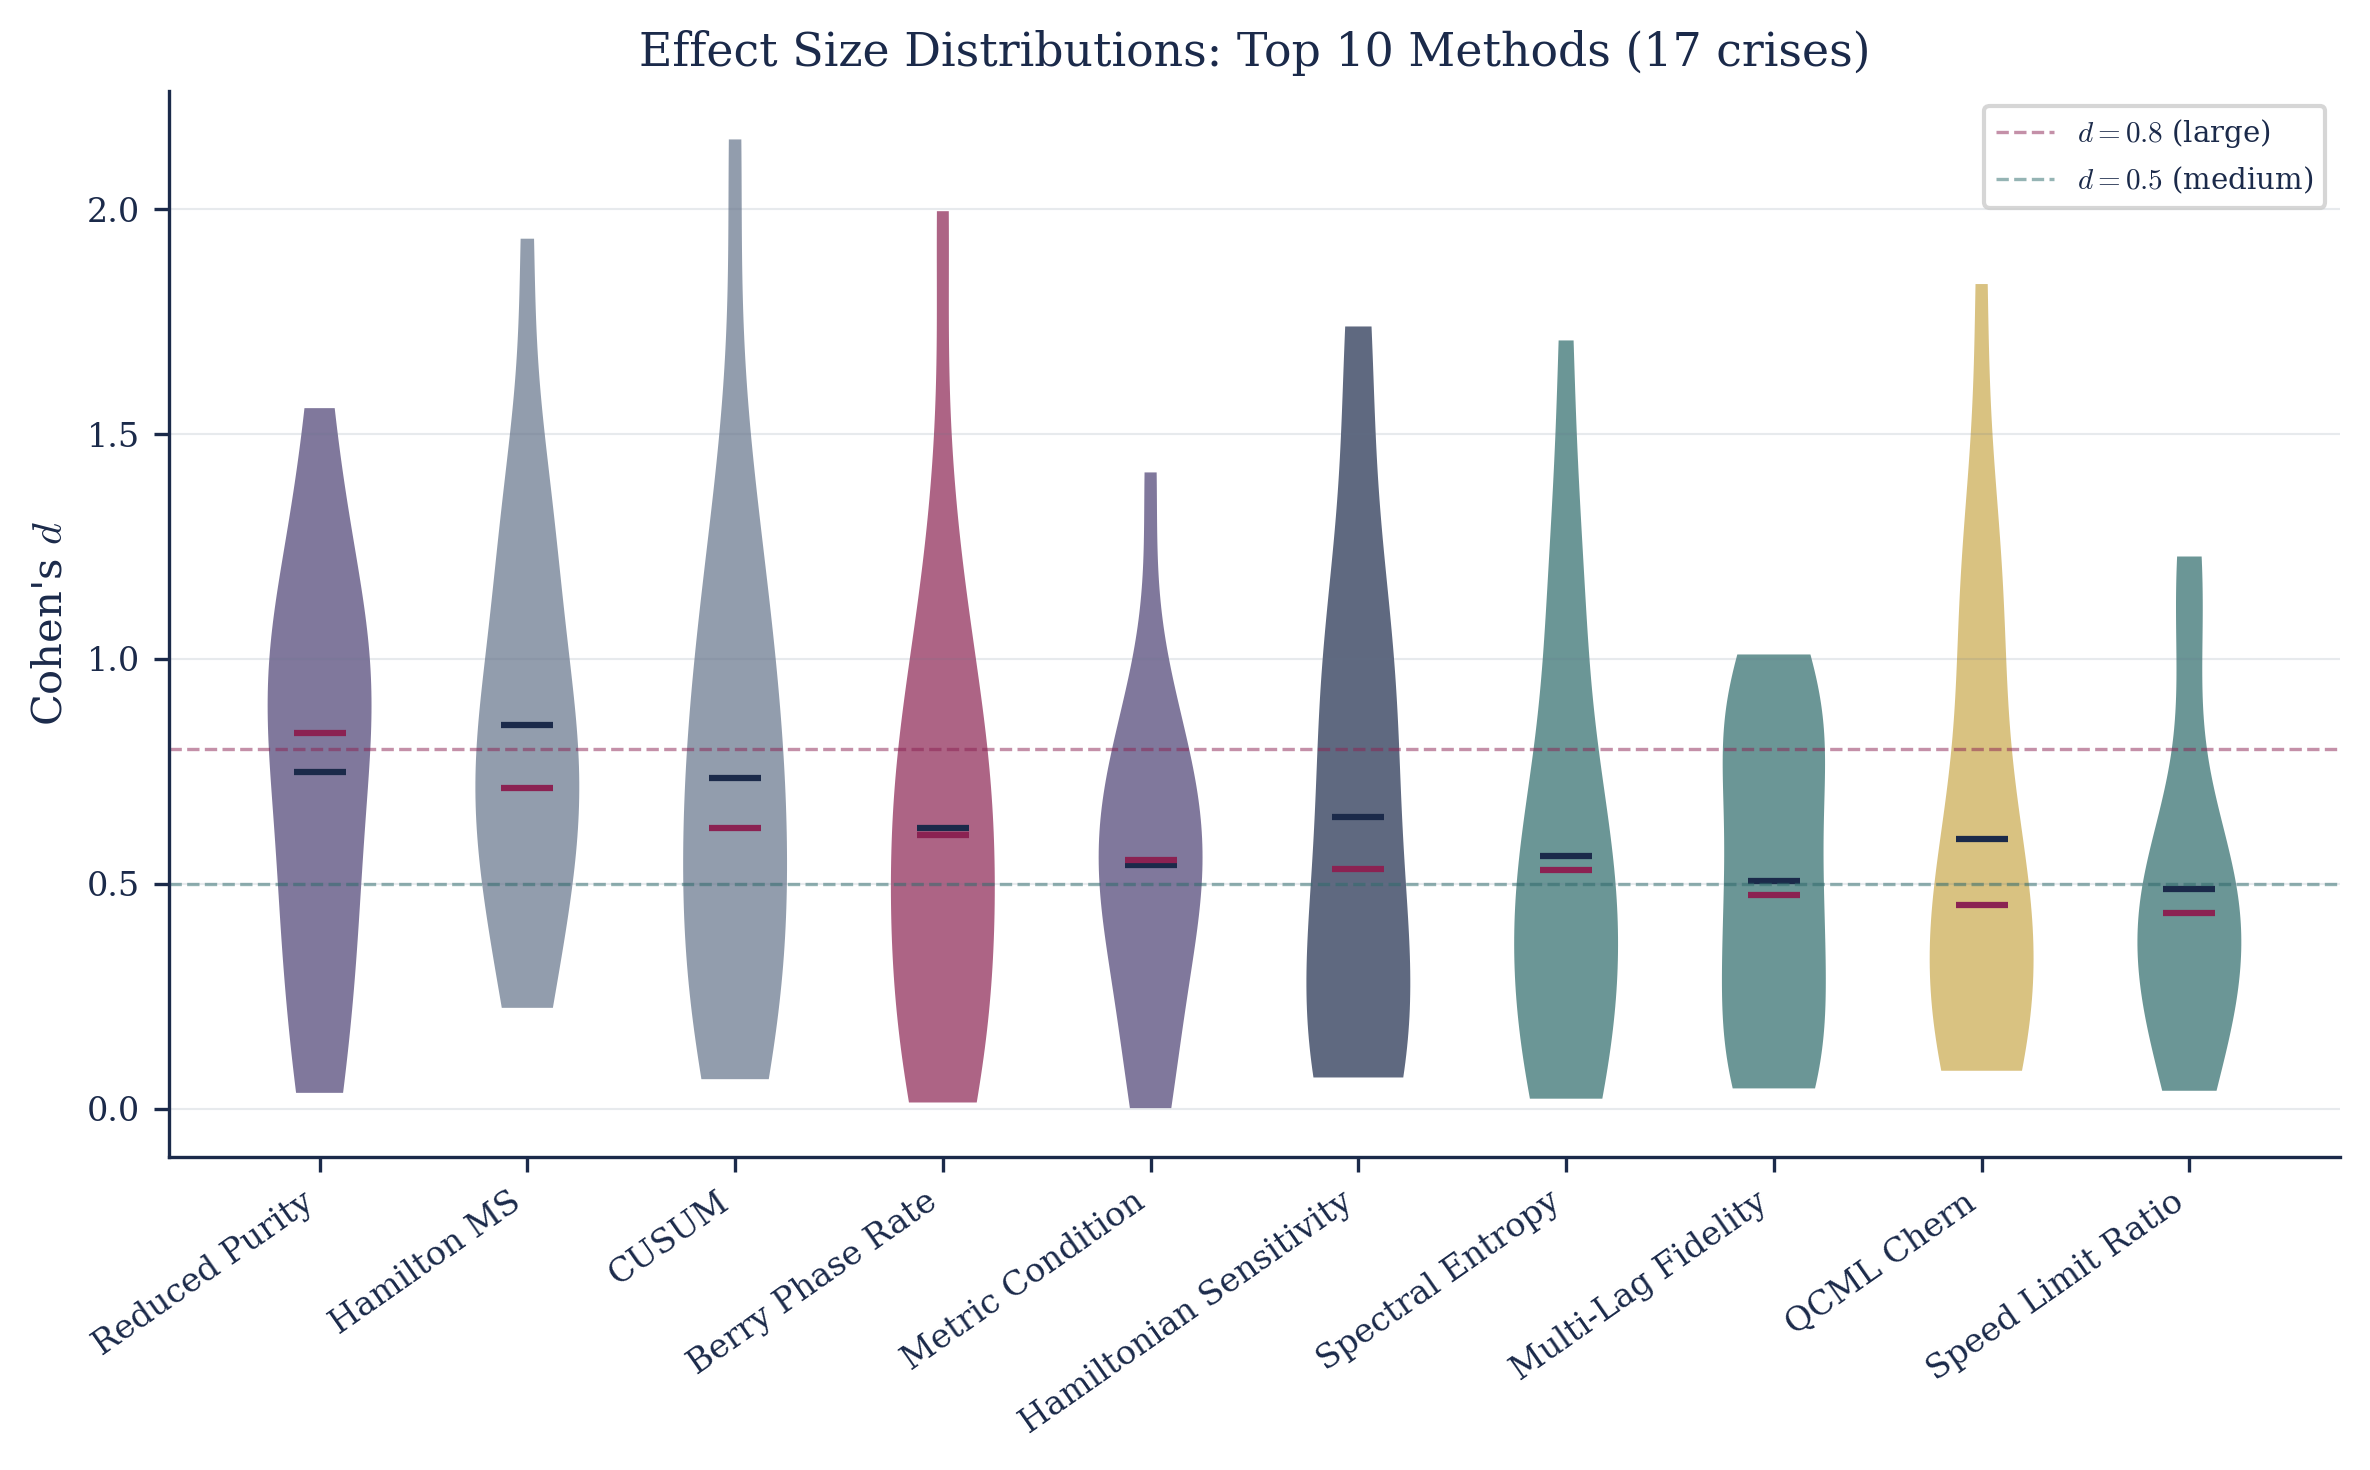 Effect Size Distributions: Top 10 Methods (17 crises)
d = 0.8 (large)
d = 0.5 (medium)
Cohen's d
2.0
1.5
1.0
0.5
0.0
Reduced Purity
Hamilton MS
CUSUM
Berry Phase Rate
Metric Condition
Hamiltonian Sensitivity
Spectral Entropy
Multi-Lag Fidelity
QCML Chern
Speed Limit Ratio